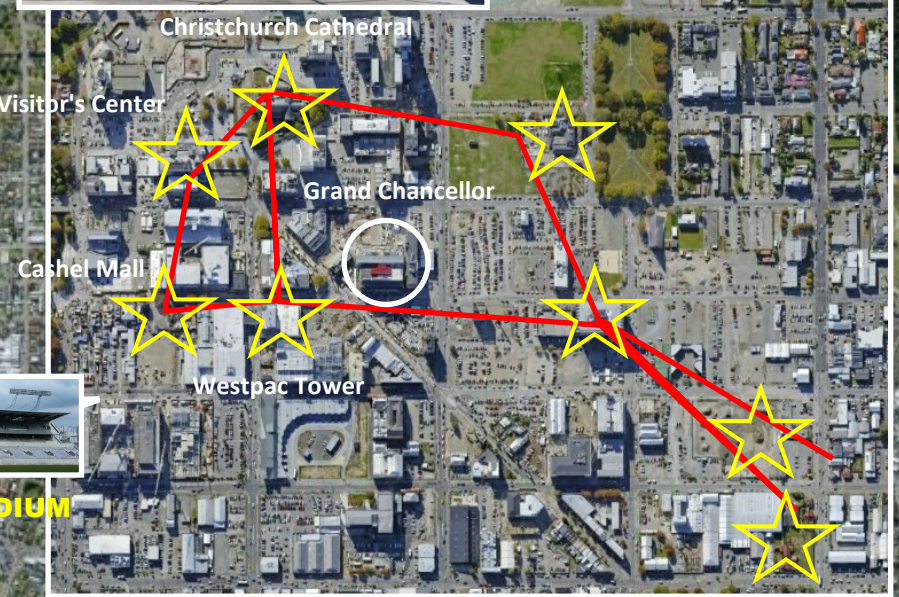 Christchurch Cathedral
Visitor's Center
Grand Chancellor
Cashel Mall
Westpac Tower
DIUM